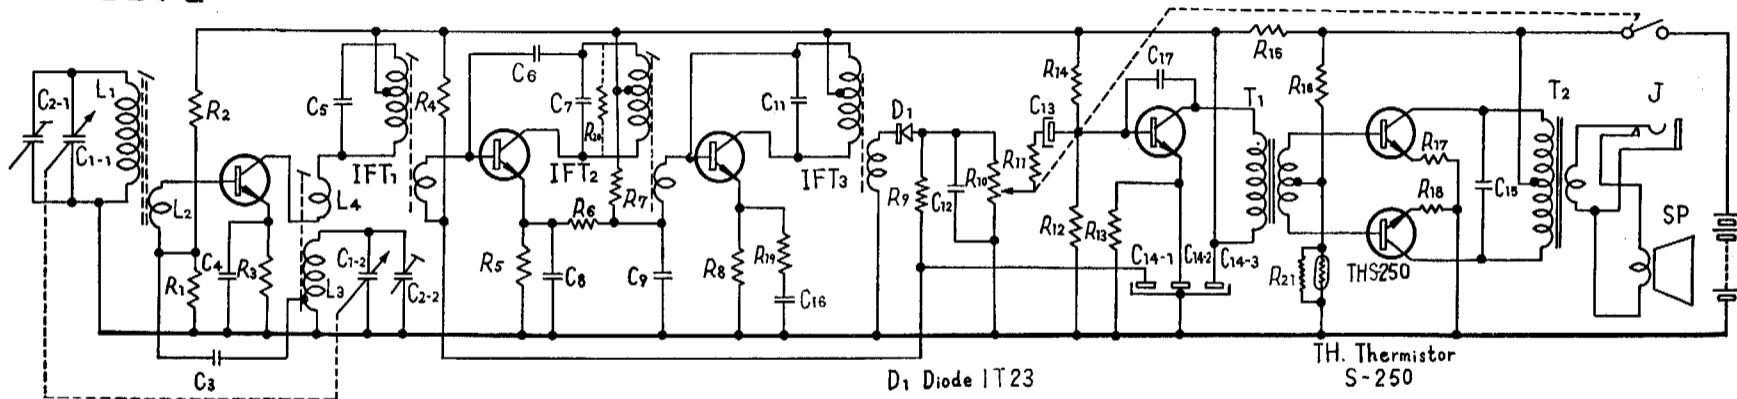 C2-1
L1
C1-1
R2
L2
R1
C4
R3
C3
L4
L3
C1-2
C2-2
C5
IFT1
R4
C6
C7
R20
IFT2
R7
R6
R5
C8
C9
C11
IFT3
R8
R19
C16
D1
R9
C12
R10
R11
C13
R14
R12
R13
C17
C14-1
C14-2
C14-3
T1
R15
R16
R21
THS250
R17
R18
C15
T2
J
SP
D1 Diode 1T23
TH. Thermistor
S-250